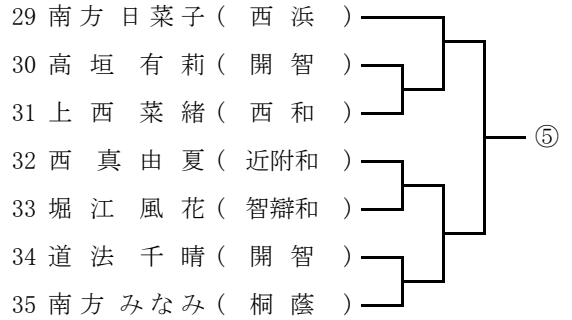 29 南方 日菜子( 西 浜 )
30 高 垣 有 莉( 開 智 )
31 上 西 菜 緒( 西 和 )
32 西 真 由 夏( 近附和 )
33 堀 江 風 花( 智辯和 )
34 道 法 千 晴( 開 智 )
35 南方 みなみ( 桐 蔭 )
⑤